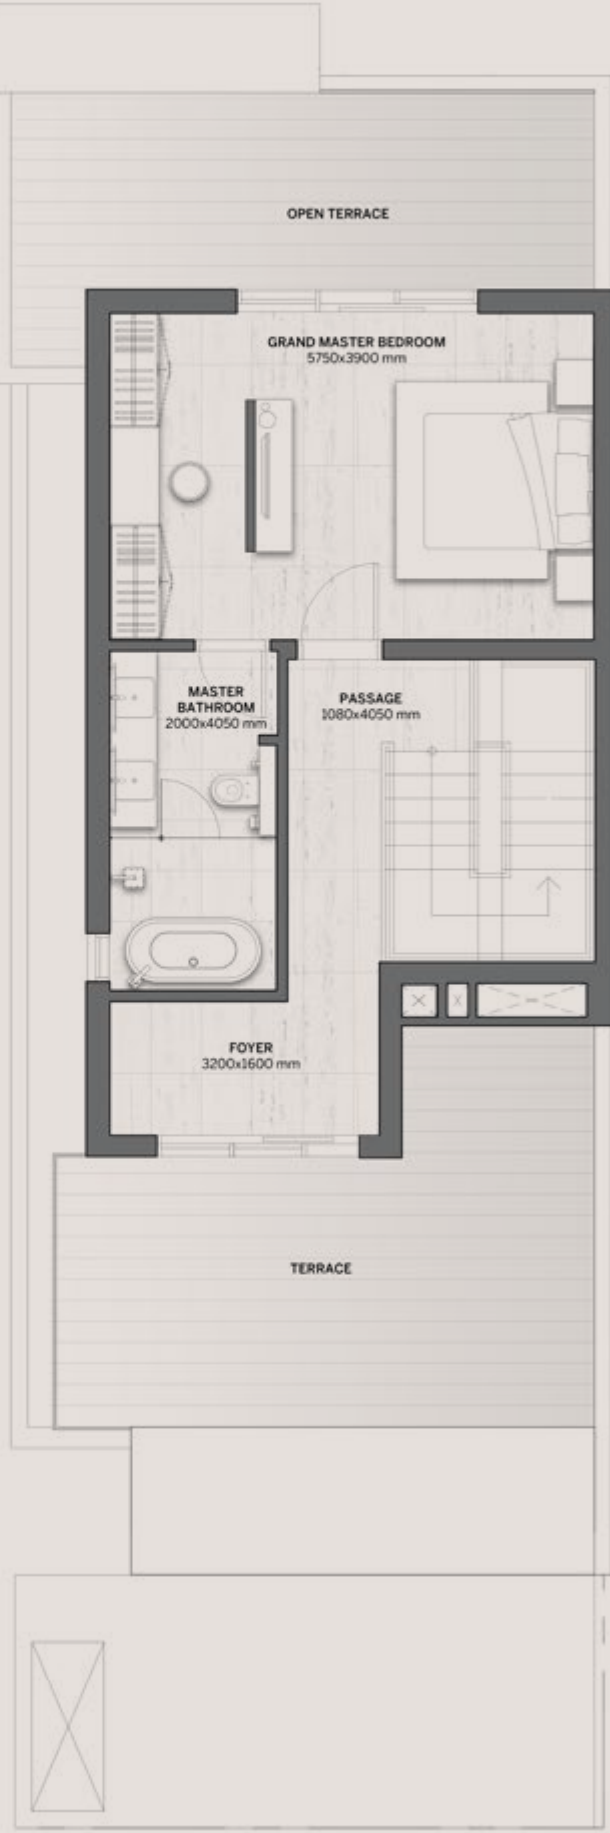 OPEN TERRACE
GRAND MASTER BEDROOM
5750x3900 mm
MASTER
BATHROOM
2000x4050 mm
PASSAGE
1080x4050 mm
FOYER
3200x1600 mm
TERRACE